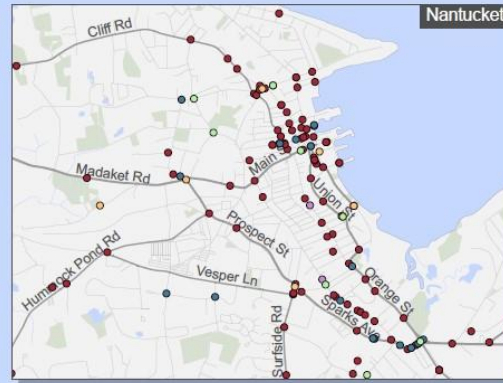 Nantucket
Cliff Rd
Madaket Rd
Main
Union St
Prospect St
Hummock Pond Rd
Vesper Ln
Orange St
Sparks Ave
Surfside Rd